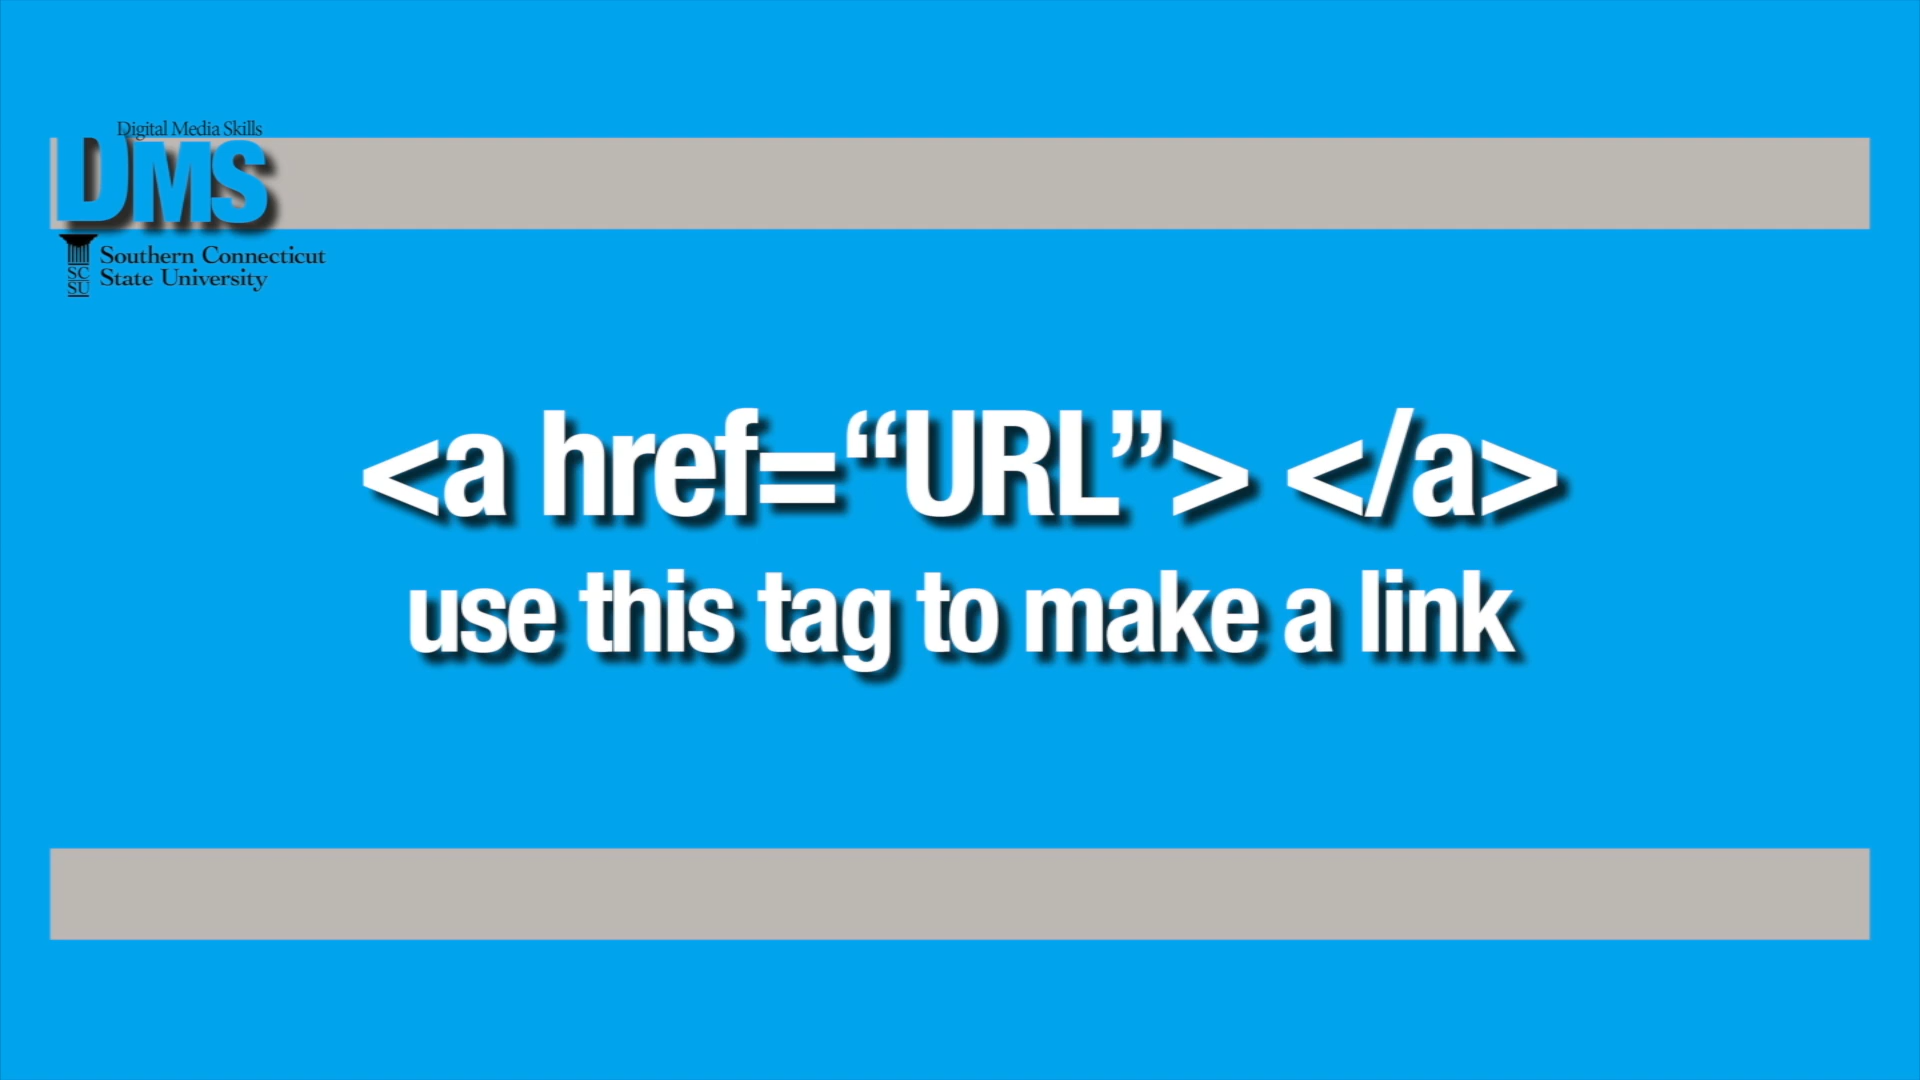 Digital Media Skills
DMS
SC
SU
Southern Connecticut
State University
<a href=“URL”> </a>
use this tag to make a link